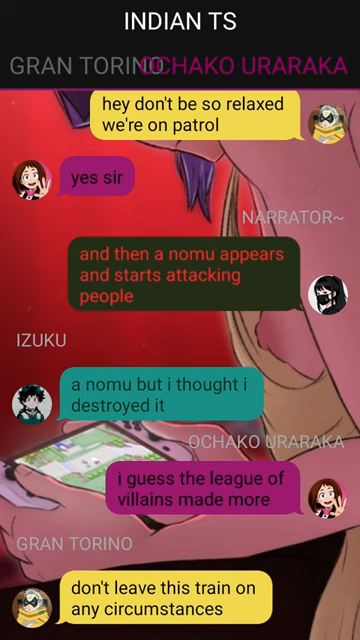 INDIAN TS
GRAN TORINO
OCHAKO URARAKA
hey don't be so relaxed
we're on patrol
yes sir
NARRATOR~
and then a nomu appears
and starts attacking
people
IZUKU
a nomu but i thought i
destroyed it
OCHAKO URARAKA
i guess the league of
villains made more
GRAN TORINO
don't leave this train on
any circumstances